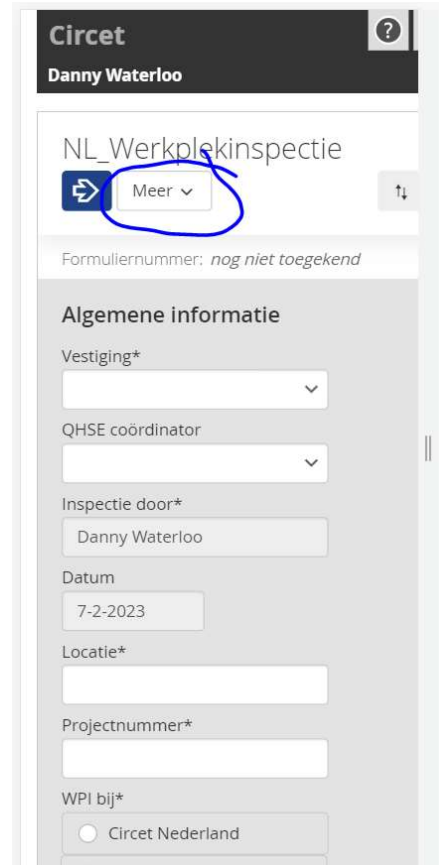 Circet
Danny Waterloo
NL_Werkplekinspectie
Meer
Formuliernummer: nog niet toegekend
Algemene informatie
Vestiging*
QHSE coördinator
Inspectie door*
Danny Waterloo
Datum
7-2-2023
Locatie*
Projectnummer*
WPI bij*
Circet Nederland